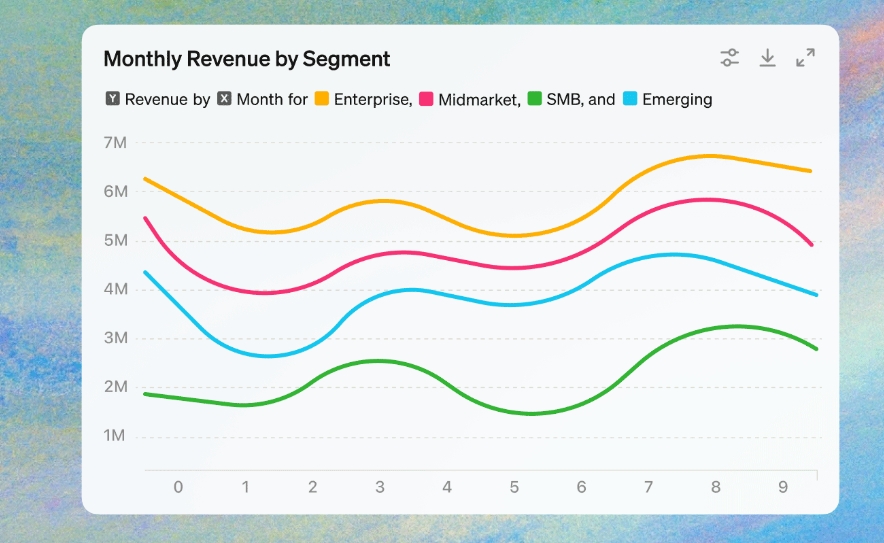 Monthly Revenue by Segment
Y Revenue by X Month for Enterprise, Midmarket, SMB, and Emerging
7M
6M
5M
4M
3M
2M
1M
0 1 2 3 4 5 6 7 8 9